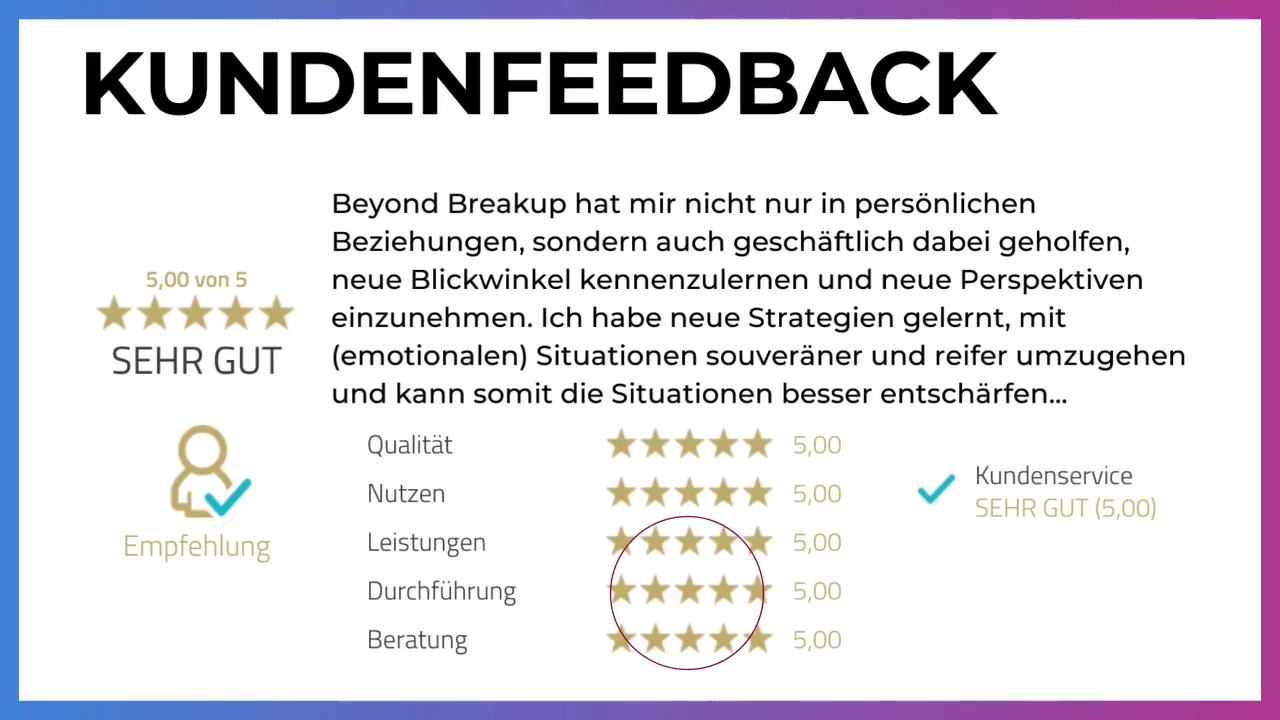 KUNDENFEEDBACK
Beyond Breakup hat mir nicht nur in persönlichen
Beziehungen, sondern auch geschäftlich dabei geholfen,
neue Blickwinkel kennenzulernen und neue Perspektiven
einzunehmen. Ich habe neue Strategien gelernt, mit
(emotionalen) Situationen souveräner und reifer umzugehen
und kann somit die Situationen besser entschärfen...
5,00 von 5
SEHR GUT
Empfehlung
Qualität 5,00
Nutzen 5,00
Leistungen 5,00
Durchführung 5,00
Beratung 5,00
Kundenservice
SEHR GUT (5,00)